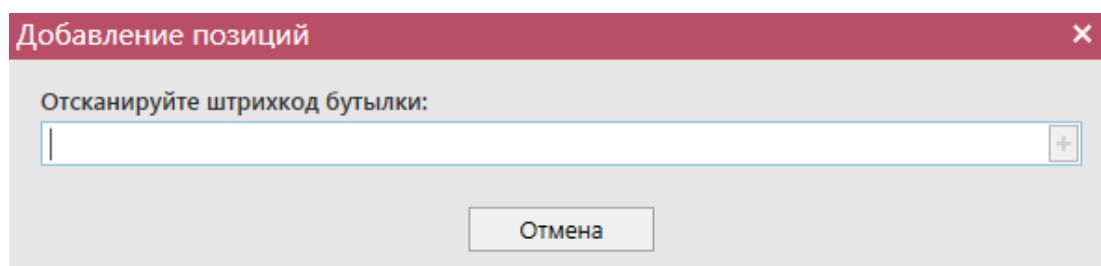 Добавление позиций
Отсканируйте штрихкод бутылки:
Отмена